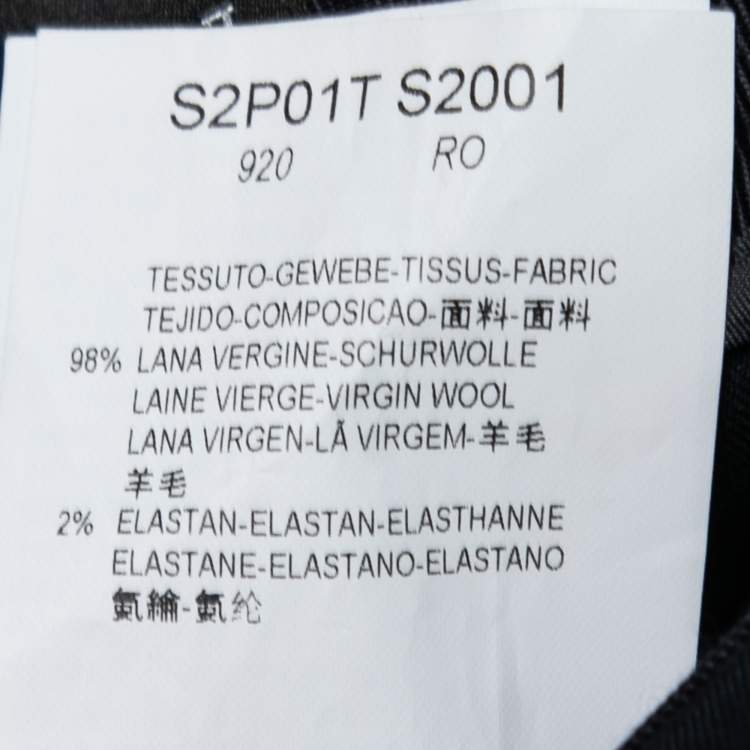 S2P01T S2001
920 RO
TESSUTO-GEWEBE-TISSUS-FABRIC
TEJIDO-COMPOSICAO-面料-面料
98% LANA VERGINE-SCHURWOLLE
LAINE VIERGE-VIRGIN WOOL
LANA VIRGEN-LÃ VIRGEM-羊毛
羊毛
2% ELASTAN-ELASTAN-ELASTHANNE
ELASTANE-ELASTANO-ELASTANO
氨綸-氨纶